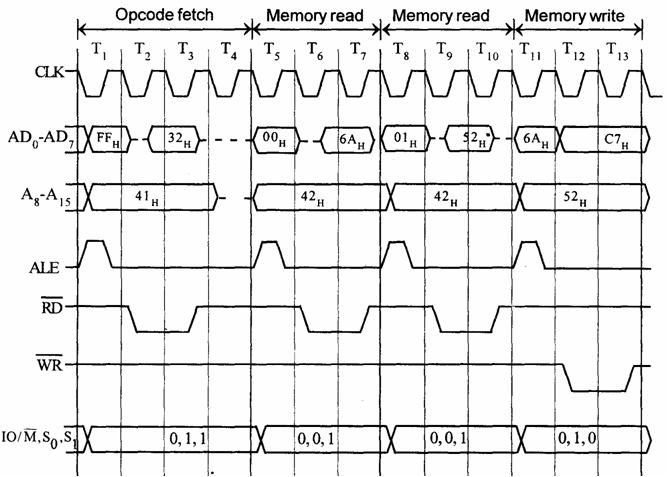 Opcode fetch Memory read Memory read Memory write
T1 T2 T3 T4 T5 T6 T7 T8 T9 T10 T11 T12 T13
CLK
AD0-AD7 FFH 32H 00H 6AH 01H 52H 6AH C7H
A8-A15 41H 42H 42H 52H
ALE
R̅D̅
W̅R̅
IO/M̅,S0,S1 0,1,1 0,0,1 0,0,1 0,1,0